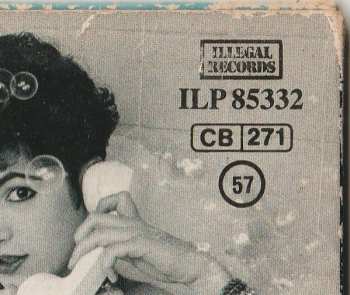 ILLEGAL
RECORDS
ILP 85332
CB 271
57